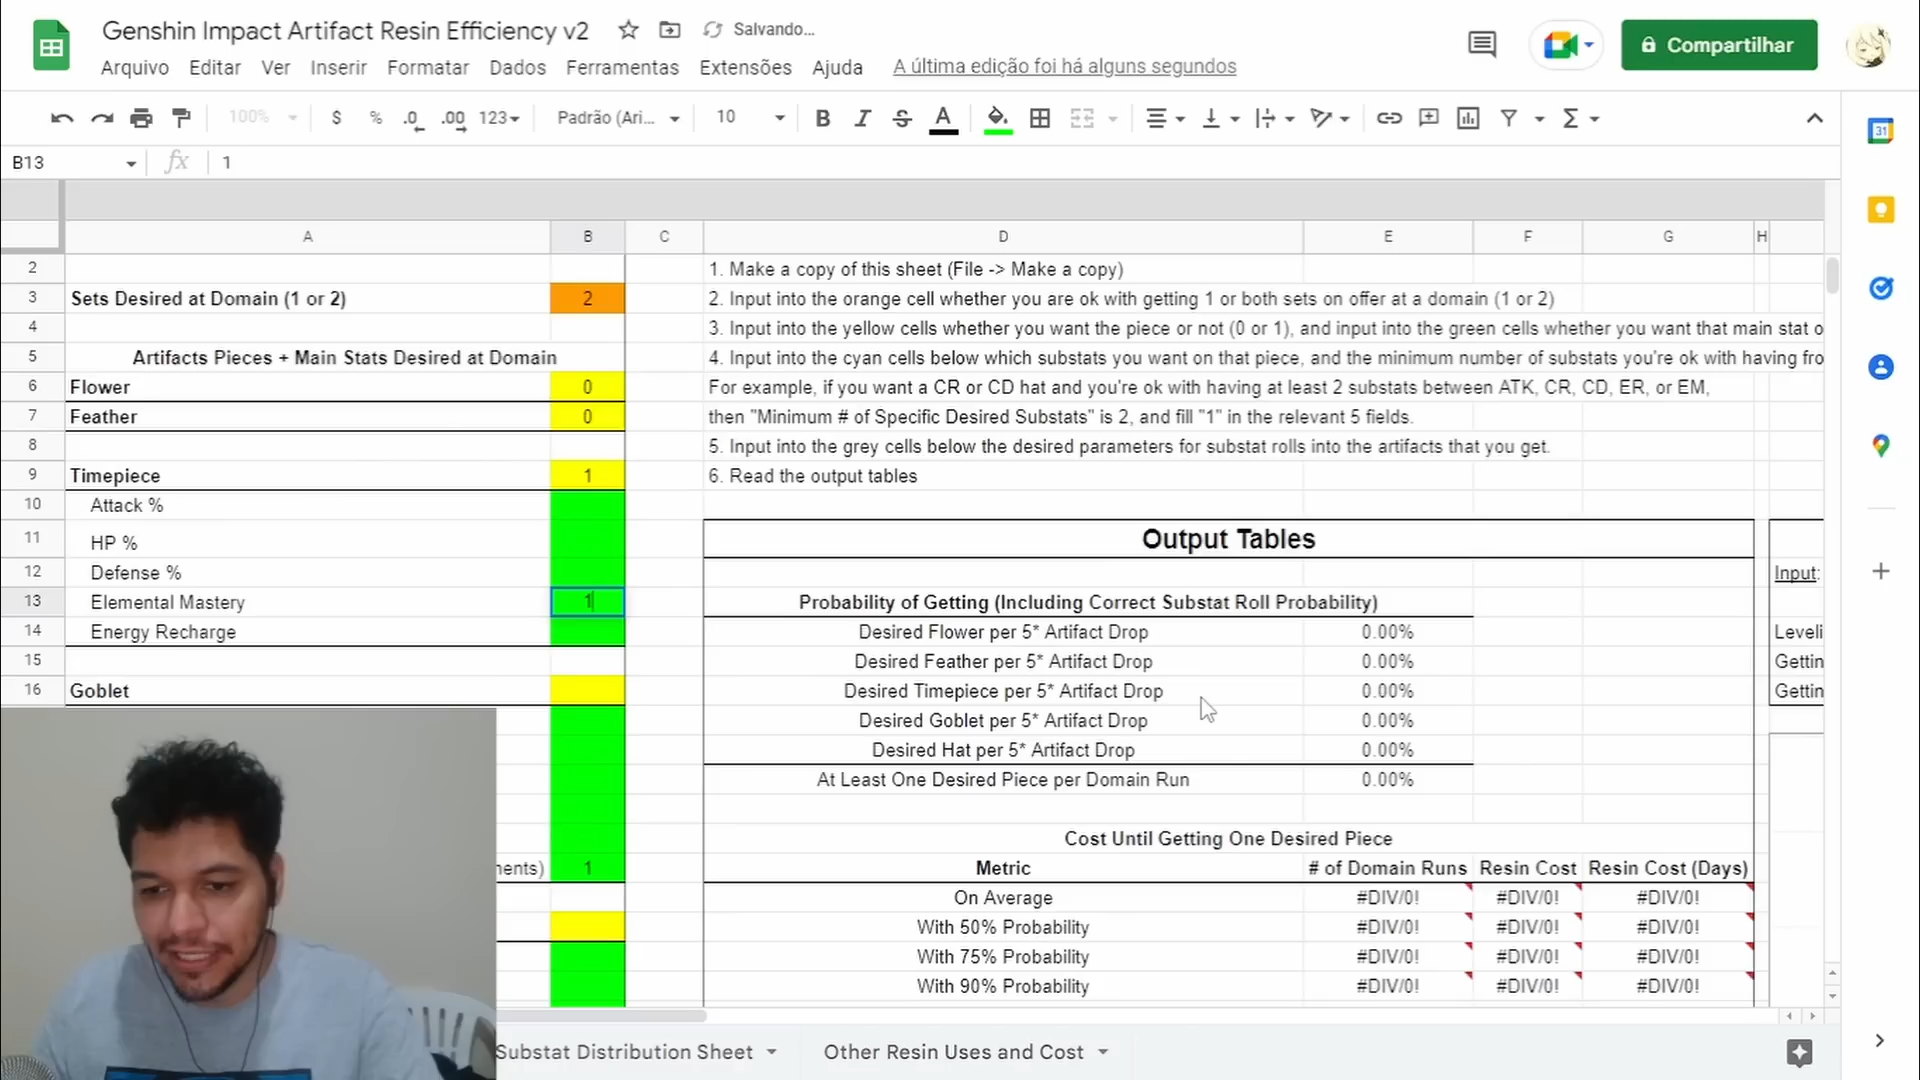 Genshin Impact Artifact Resin Efficiency v2 Salvando...
Arquivo Editar Ver Inserir Formatar Dados Ferramentas Extensões Ajuda A última edição foi há alguns segundos
Compartilhar
100% $ % .0 .00 123 Padrão (Ari... 10 B I S A
B13 fx 1
A B C D E F G H
2 1. Make a copy of this sheet (File -> Make a copy)
3 Sets Desired at Domain (1 or 2) 2 2. Input into the orange cell whether you are ok with getting 1 or both sets on offer at a domain (1 or 2)
4 3. Input into the yellow cells whether you want the piece or not (0 or 1), and input into the green cells whether you want that main stat o
5 Artifacts Pieces + Main Stats Desired at Domain 4. Input into the cyan cells below which substats you want on that piece, and the minimum number of substats you're ok with having fro
6 Flower 0 For example, if you want a CR or CD hat and you're ok with having at least 2 substats between ATK, CR, CD, ER, or EM,
7 Feather 0 then "Minimum # of Specific Desired Substats" is 2, and fill "1" in the relevant 5 fields.
8 5. Input into the grey cells below the desired parameters for substat rolls into the artifacts that you get.
9 Timepiece 1 6. Read the output tables
10 Attack %
11 HP % Output Tables
12 Defense % Input:
13 Elemental Mastery 1 Probability of Getting (Including Correct Substat Roll Probability)
14 Energy Recharge Desired Flower per 5* Artifact Drop 0.00% Leveli
15 Desired Feather per 5* Artifact Drop 0.00% Gettin
16 Goblet Desired Timepiece per 5* Artifact Drop 0.00% Gettin
Desired Goblet per 5* Artifact Drop 0.00%
Desired Hat per 5* Artifact Drop 0.00%
At Least One Desired Piece per Domain Run 0.00%
Cost Until Getting One Desired Piece
nents) 1 Metric # of Domain Runs Resin Cost Resin Cost (Days)
On Average #DIV/0! #DIV/0! #DIV/0!
With 50% Probability #DIV/0! #DIV/0! #DIV/0!
With 75% Probability #DIV/0! #DIV/0! #DIV/0!
With 90% Probability #DIV/0! #DIV/0! #DIV/0!
Substat Distribution Sheet Other Resin Uses and Cost
31